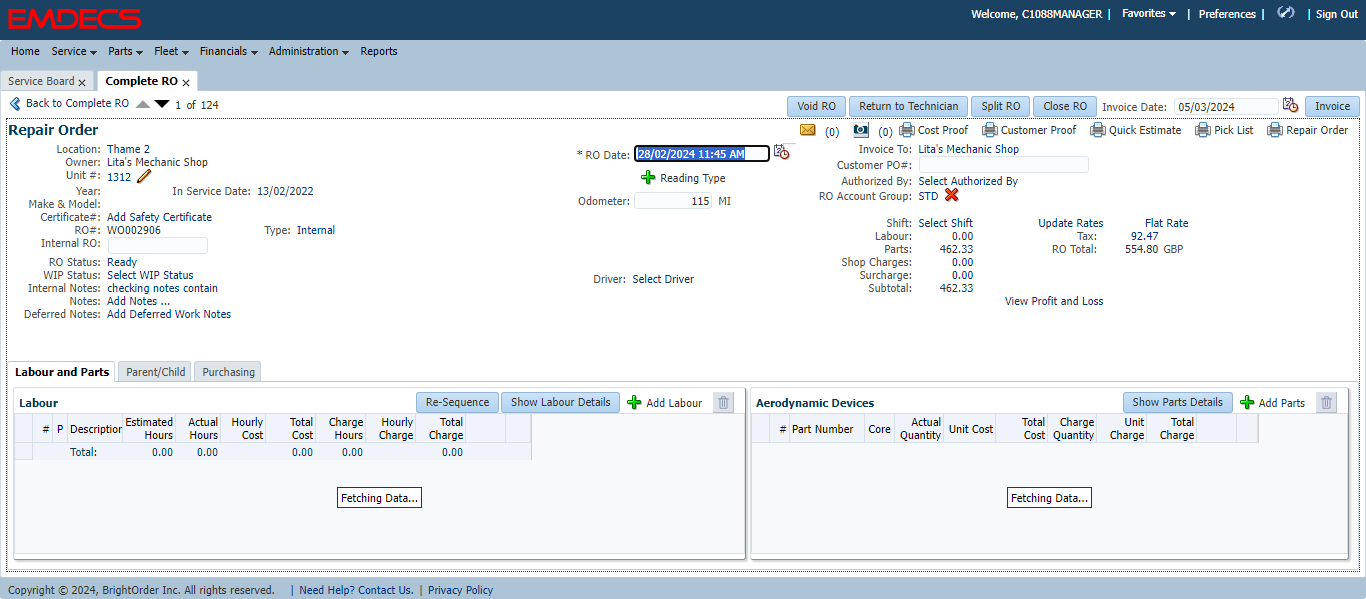 EMDECS
Welcome, C1088MANAGER | Favorites | Preferences | | Sign Out
Home Service Parts Fleet Financials Administration Reports
Service Board x Complete RO x
Back to Complete RO 1 of 124
Void RO Return to Technician Split RO Close RO Invoice Date: 05/03/2024 Invoice
Repair Order
(0) (0) Cost Proof Customer Proof Quick Estimate Pick List Repair Order
Location: Thame 2
Owner: Lita's Mechanic Shop
Unit #: 1312
Year: In Service Date: 13/02/2022
Make & Model:
Certificate#: Add Safety Certificate
RO#: WO002906 Type: Internal
Internal RO:
RO Status: Ready
WIP Status: Select WIP Status
Internal Notes: checking notes contain
Notes: Add Notes ...
Deferred Notes: Add Deferred Work Notes
* RO Date: 28/02/2024 11:45 AM
Reading Type
Odometer: 115 MI
Driver: Select Driver
Invoice To: Lita's Mechanic Shop
Customer PO#:
Authorized By: Select Authorized By
RO Account Group: STD
Shift: Select Shift Update Rates Flat Rate
Labour: 0.00 Tax: 92.47
Parts: 462.33 RO Total: 554.80 GBP
Shop Charges: 0.00
Surcharge: 0.00
Subtotal: 462.33
View Profit and Loss
Labour and Parts Parent/Child Purchasing
Labour Re-Sequence Show Labour Details Add Labour
# P Description Estimated Hours Actual Hours Hourly Cost Total Cost Charge Hours Hourly Charge Total Charge
Total: 0.00 0.00 0.00 0.00 0.00
Fetching Data...
Aerodynamic Devices Show Parts Details Add Parts
# Part Number Core Actual Quantity Unit Cost Total Cost Charge Quantity Unit Charge Total Charge
Fetching Data...
Copyright © 2024, BrightOrder Inc. All rights reserved. | Need Help? Contact Us. | Privacy Policy